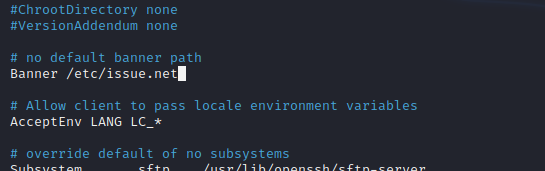 #ChrootDirectory none
#VersionAddendum none
# no default banner path
Banner /etc/issue.net
# Allow client to pass locale environment variables
AcceptEnv LANG LC_*
# override default of no subsystems
Subsystem sftp /usr/lib/openssh/sftp-server